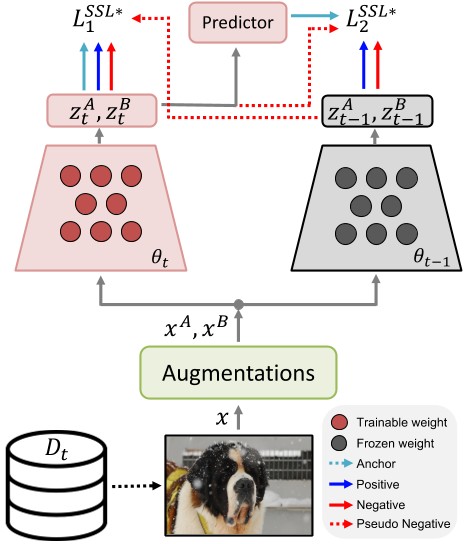 L_1^{SSL*}
Predictor
L_2^{SSL*}
z_t^A, z_t^B
z_{t-1}^A, z_{t-1}^B
θ_t
θ_{t-1}
x^A, x^B
Augmentations
x
D_t
Trainable weight
Frozen weight
Anchor
Positive
Negative
Pseudo Negative